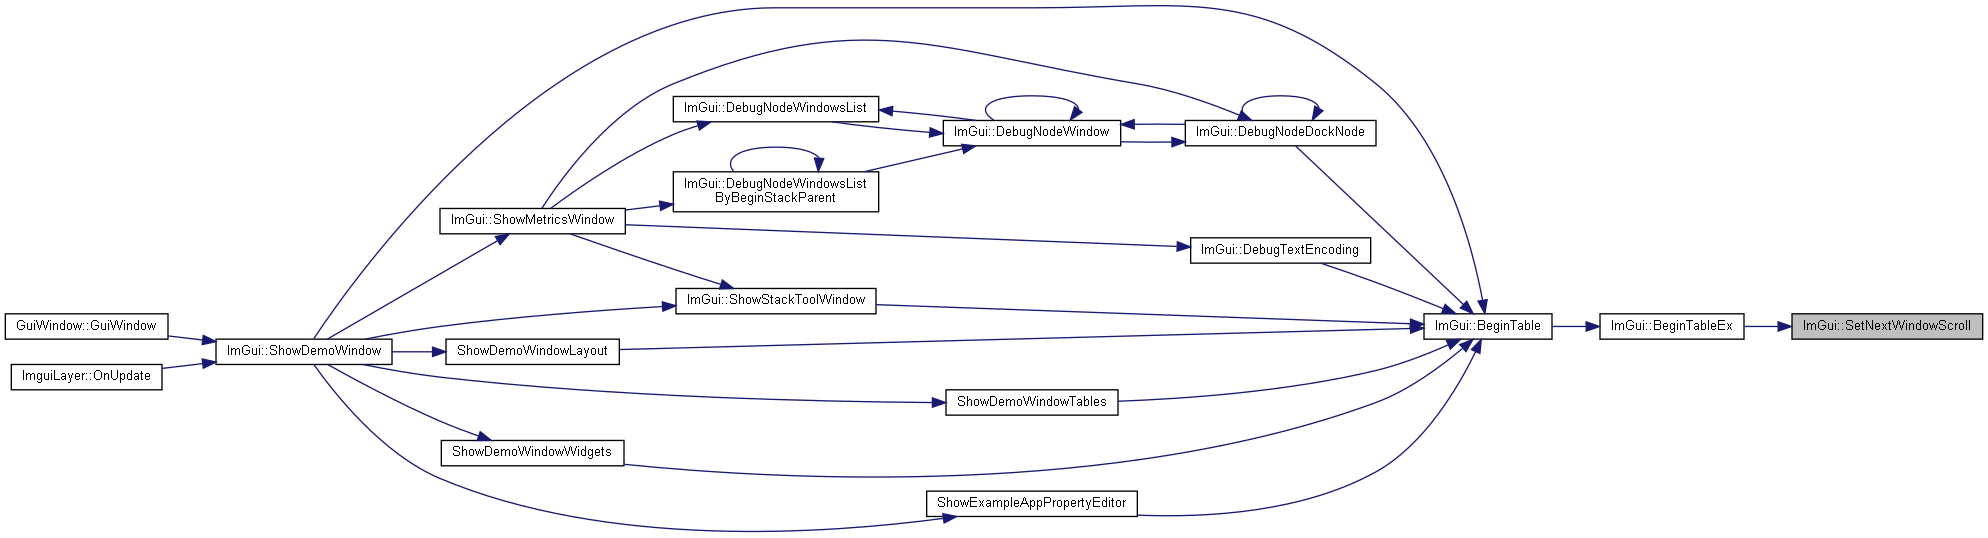 ImGui::DebugNodeWindowsList
ImGui::DebugNodeWindow
ImGui::DebugNodeDockNode
ImGui::DebugNodeWindowsList
ByBeginStackParent
ImGui::ShowMetricsWindow
ImGui::DebugTextEncoding
ImGui::ShowStackToolWindow
GuiWindow::GuiWindow
ImGui::BeginTable
ImGui::BeginTableEx
ImGui::SetNextWindowScroll
ImGui::ShowDemoWindow
ShowDemoWindowLayout
ImguiLayer::OnUpdate
ShowDemoWindowTables
ShowDemoWindowWidgets
ShowExampleAppPropertyEditor